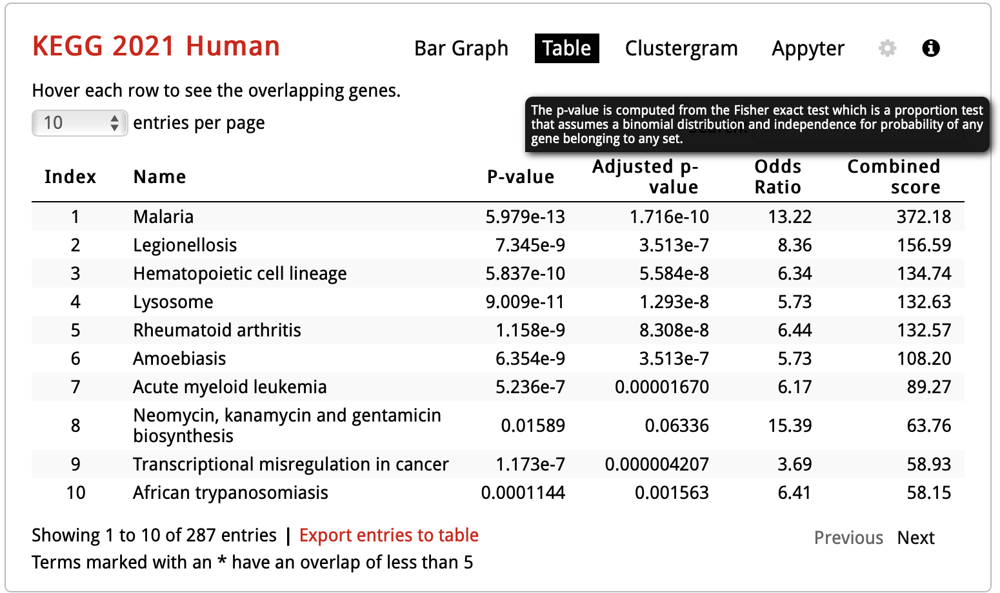 KEGG 2021 Human
Bar Graph Table Clustergram Appyter
Hover each row to see the overlapping genes.
10 entries per page
The p-value is computed from the Fisher exact test which is a proportion test
that assumes a binomial distribution and independence for probability of any
gene belonging to any set.
Search:
Index Name P-value Adjusted p-value Odds Ratio Combined score
1 Malaria 5.979e-13 1.716e-10 13.22 372.18
2 Legionellosis 7.345e-9 3.513e-7 8.36 156.59
3 Hematopoietic cell lineage 5.837e-10 5.584e-8 6.34 134.74
4 Lysosome 9.009e-11 1.293e-8 5.73 132.63
5 Rheumatoid arthritis 1.158e-9 8.308e-8 6.44 132.57
6 Amoebiasis 6.354e-9 3.513e-7 5.73 108.20
7 Acute myeloid leukemia 5.236e-7 0.00001670 6.17 89.27
8 Neomycin, kanamycin and gentamicin biosynthesis 0.01589 0.06336 15.39 63.76
9 Transcriptional misregulation in cancer 1.173e-7 0.000004207 3.69 58.93
10 African trypanosomiasis 0.0001144 0.001563 6.41 58.15
Showing 1 to 10 of 287 entries | Export entries to table
Previous Next
Terms marked with an * have an overlap of less than 5